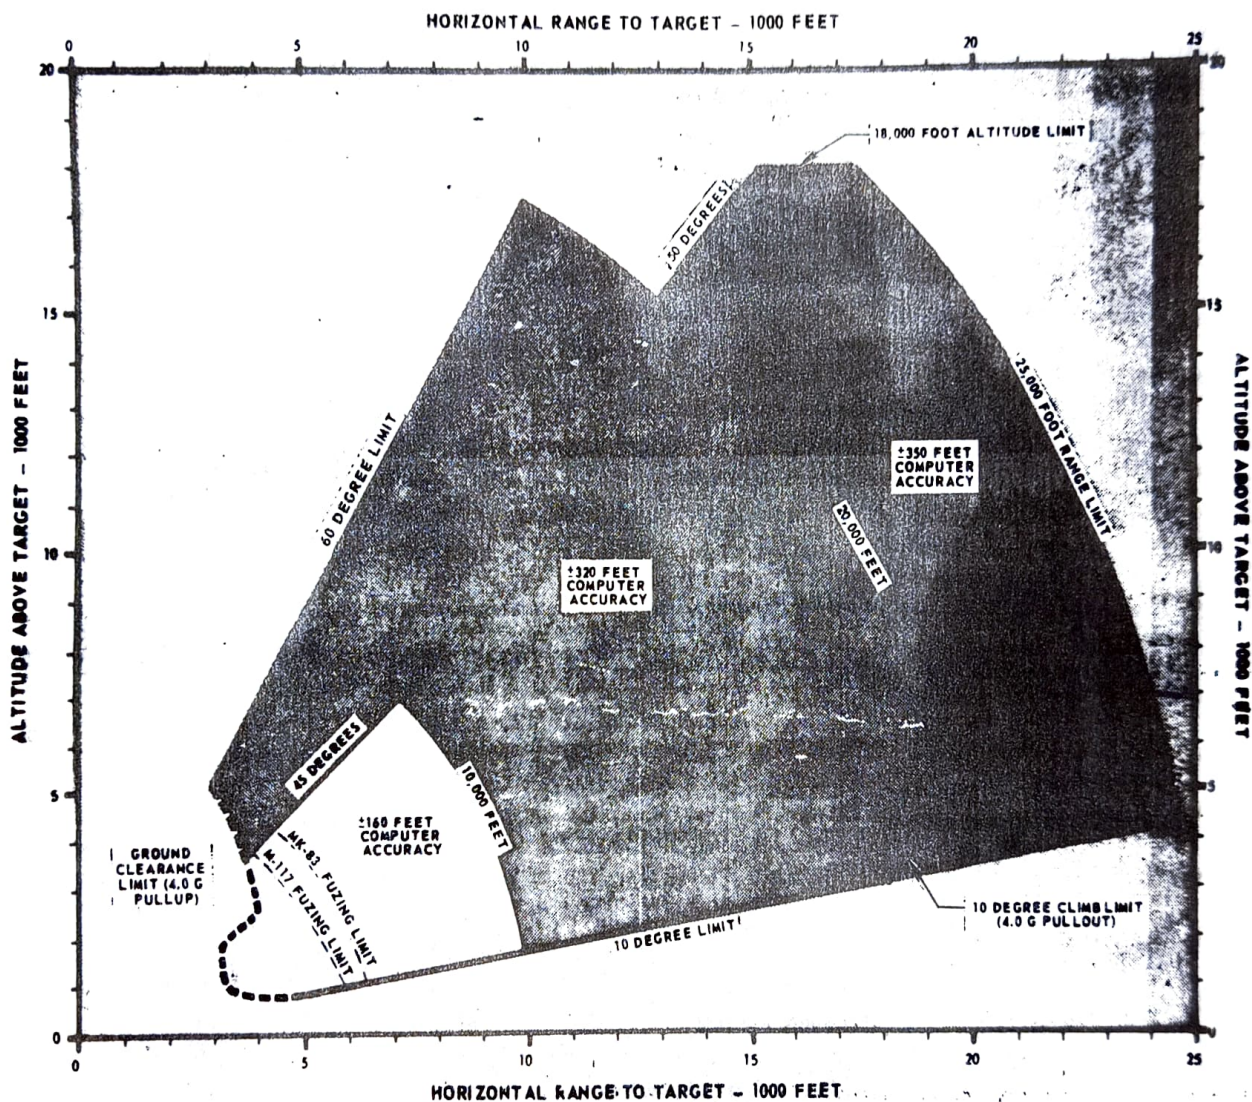 HORIZONTAL RANGE TO TARGET – 1000 FEET
0 5 10 15 20 25
20
20
18,000 FOOT ALTITUDE LIMIT
50 DEGREES
15
15
25,000 FOOT RANGE LIMIT
60 DEGREE LIMIT
±350 FEET
COMPUTER
ACCURACY
20,000 FEET
ALTITUDE ABOVE TARGET – 1000 FEET
ALTITUDE ABOVE TARGET – 1000 FEET
10
10
±320 FEET
COMPUTER
ACCURACY
45 DEGREES
10,000 FEET
5
5
±160 FEET
COMPUTER
ACCURACY
MK-83 FUZING LIMIT
M-117 FUZING LIMIT
GROUND
CLEARANCE
LIMIT (4.0 G
PULLUP)
10 DEGREE LIMIT
10 DEGREE CLIMB LIMIT
(4.0 G PULLOUT)
0
0 5 10 15 20 25
HORIZONTAL RANGE TO TARGET – 1000 FEET